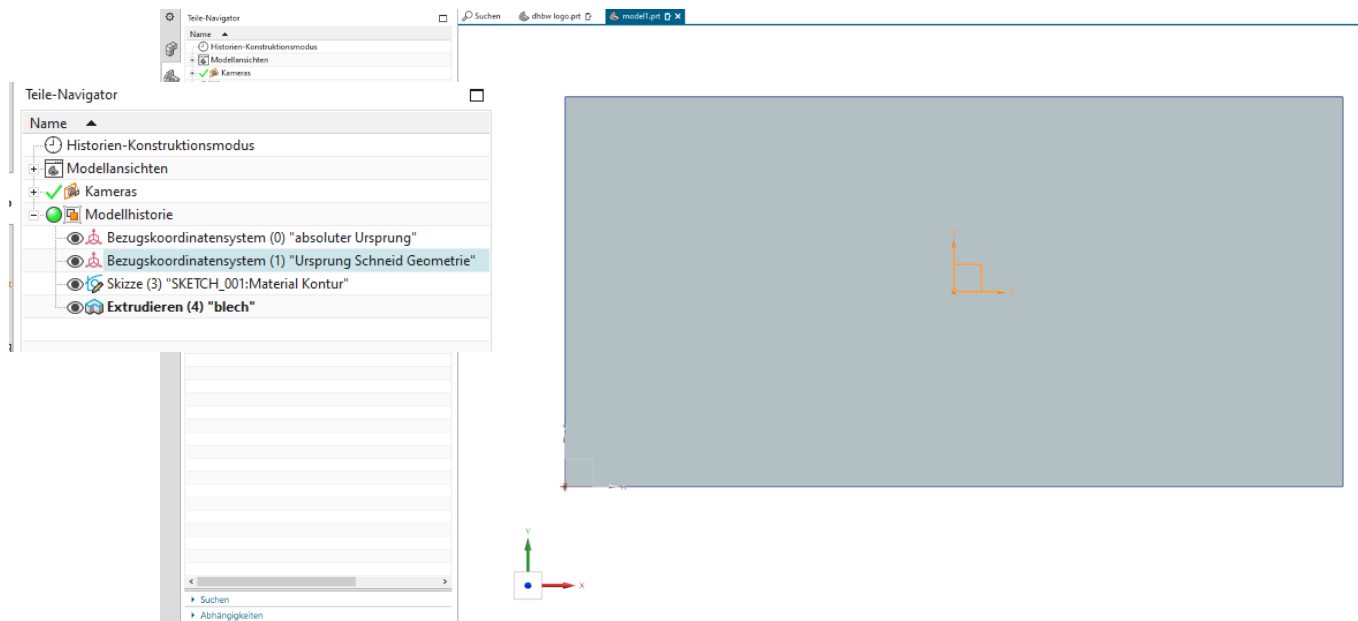 Teile-Navigator
Name
Historien-Konstruktionsmodus
Modellansichten
Kameras
Suchen
dhbw logo.prt
model1.prt
Teile-Navigator
Name
Historien-Konstruktionsmodus
Modellansichten
Kameras
Modellhistorie
Bezugskoordinatensystem (0) "absoluter Ursprung"
Bezugskoordinatensystem (1) "Ursprung Schneid Geometrie"
Skizze (3) "SKETCH_001:Material Kontur"
Extrudieren (4) "blech"
Y
X
Suchen
Abhängigkeiten